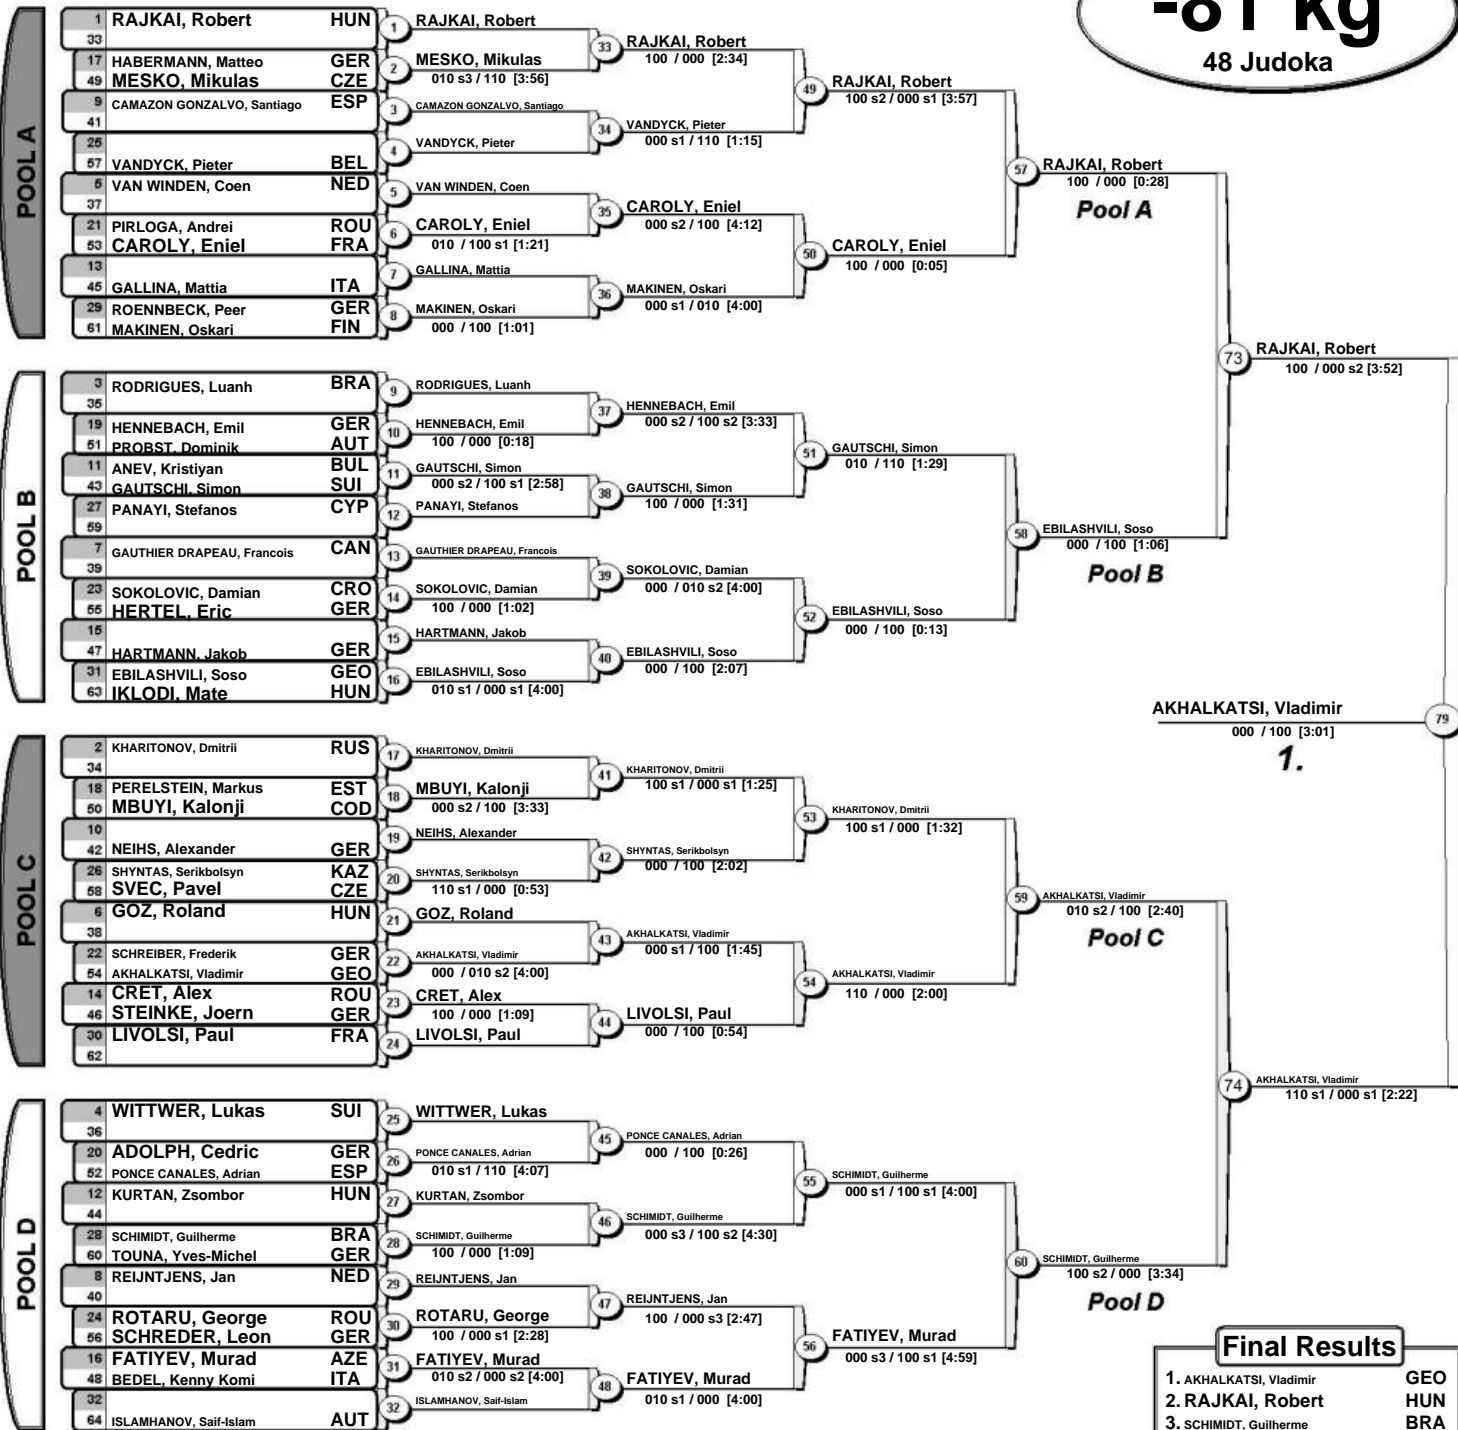 -81 kg
48 Judoka
POOL A
1 RAJKAI, Robert HUN
33
17 HABERMANN, Matteo GER
49 MESKO, Mikulas CZE
9 CAMAZON GONZALVO, Santiago ESP
41
25
57 VANDYCK, Pieter BEL
5 VAN WINDEN, Coen NED
37
21 PIRLOGA, Andrei ROU
53 CAROLY, Eniel FRA
13
45 GALLINA, Mattia ITA
29 ROENNBECK, Peer GER
61 MAKINEN, Oskari FIN
1 RAJKAI, Robert
2 MESKO, Mikulas
010 s3 / 110 [3:56]
3 CAMAZON GONZALVO, Santiago
4 VANDYCK, Pieter
5 VAN WINDEN, Coen
6 CAROLY, Eniel
010 / 100 s1 [1:21]
7 GALLINA, Mattia
8 MAKINEN, Oskari
000 / 100 [1:01]
33 RAJKAI, Robert
100 / 000 [2:34]
34 VANDYCK, Pieter
000 s1 / 110 [1:15]
35 CAROLY, Eniel
000 s2 / 100 [4:12]
36 MAKINEN, Oskari
000 s1 / 010 [4:00]
49 RAJKAI, Robert
100 s2 / 000 s1 [3:57]
50 CAROLY, Eniel
100 / 000 [0:05]
57 RAJKAI, Robert
100 / 000 [0:28]
Pool A
POOL B
3 RODRIGUES, Luanh BRA
35
19 HENNEBACH, Emil GER
51 PROBST, Dominik AUT
11 ANEV, Kristiyan BUL
43 GAUTSCHI, Simon SUI
27 PANAYI, Stefanos CYP
59
7 GAUTHIER DRAPEAU, Francois CAN
39
23 SOKOLOVIC, Damian CRO
55 HERTEL, Eric GER
15
47 HARTMANN, Jakob GER
31 EBILASHVILI, Soso GEO
63 IKLODI, Mate HUN
9 RODRIGUES, Luanh
10 HENNEBACH, Emil
100 / 000 [0:18]
11 GAUTSCHI, Simon
000 s2 / 100 s1 [2:58]
12 PANAYI, Stefanos
13 GAUTHIER DRAPEAU, Francois
14 SOKOLOVIC, Damian
100 / 000 [1:02]
15 HARTMANN, Jakob
16 EBILASHVILI, Soso
010 s1 / 000 s1 [4:00]
37 HENNEBACH, Emil
000 s2 / 100 s2 [3:33]
38 GAUTSCHI, Simon
100 / 000 [1:31]
39 SOKOLOVIC, Damian
000 / 010 s2 [4:00]
40 EBILASHVILI, Soso
000 / 100 [2:07]
51 GAUTSCHI, Simon
010 / 110 [1:29]
52 EBILASHVILI, Soso
000 / 100 [0:13]
58 EBILASHVILI, Soso
000 / 100 [1:06]
Pool B
73 RAJKAI, Robert
100 / 000 s2 [3:52]
AKHALKATSI, Vladimir 79
000 / 100 [3:01]
1.
POOL C
2 KHARITONOV, Dmitrii RUS
34
18 PERELSTEIN, Markus EST
50 MBUYI, Kalonji COD
10
42 NEIHS, Alexander GER
26 SHYNTAS, Serikbolsyn KAZ
58 SVEC, Pavel CZE
6 GOZ, Roland HUN
38
22 SCHREIBER, Frederik GER
54 AKHALKATSI, Vladimir GEO
14 CRET, Alex ROU
46 STEINKE, Joern GER
30 LIVOLSI, Paul FRA
62
17 KHARITONOV, Dmitrii
18 MBUYI, Kalonji
000 s2 / 100 [3:33]
19 NEIHS, Alexander
20 SHYNTAS, Serikbolsyn
110 s1 / 000 [0:53]
21 GOZ, Roland
22 AKHALKATSI, Vladimir
000 / 010 s2 [4:00]
23 CRET, Alex
100 / 000 [1:09]
24 LIVOLSI, Paul
41 KHARITONOV, Dmitrii
100 s1 / 000 s1 [1:25]
42 SHYNTAS, Serikbolsyn
000 / 100 [2:02]
43 AKHALKATSI, Vladimir
000 s1 / 100 [1:45]
44 LIVOLSI, Paul
000 / 100 [0:54]
53 KHARITONOV, Dmitrii
100 s1 / 000 [1:32]
54 AKHALKATSI, Vladimir
110 / 000 [2:00]
59 AKHALKATSI, Vladimir
010 s2 / 100 [2:40]
Pool C
POOL D
4 WITTWER, Lukas SUI
36
20 ADOLPH, Cedric GER
52 PONCE CANALES, Adrian ESP
12 KURTAN, Zsombor HUN
44
28 SCHIMIDT, Guilherme BRA
60 TOUNA, Yves-Michel GER
8 REIJNTJENS, Jan NED
40
24 ROTARU, George ROU
56 SCHREDER, Leon GER
16 FATIYEV, Murad AZE
48 BEDEL, Kenny Komi ITA
32
64 ISLAMHANOV, Saif-Islam AUT
25 WITTWER, Lukas
26 PONCE CANALES, Adrian
010 s1 / 110 [4:07]
27 KURTAN, Zsombor
28 SCHIMIDT, Guilherme
100 / 000 [1:09]
29 REIJNTJENS, Jan
30 ROTARU, George
100 / 000 s1 [2:28]
31 FATIYEV, Murad
010 s2 / 000 s2 [4:00]
32 ISLAMHANOV, Saif-Islam
45 PONCE CANALES, Adrian
000 / 100 [0:26]
46 SCHIMIDT, Guilherme
000 s3 / 100 s2 [4:30]
47 REIJNTJENS, Jan
100 / 000 s3 [2:47]
48 FATIYEV, Murad
010 s1 / 000 [4:00]
55 SCHIMIDT, Guilherme
000 s1 / 100 s1 [4:00]
56 FATIYEV, Murad
000 s3 / 100 s1 [4:59]
60 SCHIMIDT, Guilherme
100 s2 / 000 [3:34]
Pool D
74 AKHALKATSI, Vladimir
110 s1 / 000 s1 [2:22]
Final Results
1. AKHALKATSI, Vladimir GEO
2. RAJKAI, Robert HUN
3. SCHIMIDT, Guilherme BRA